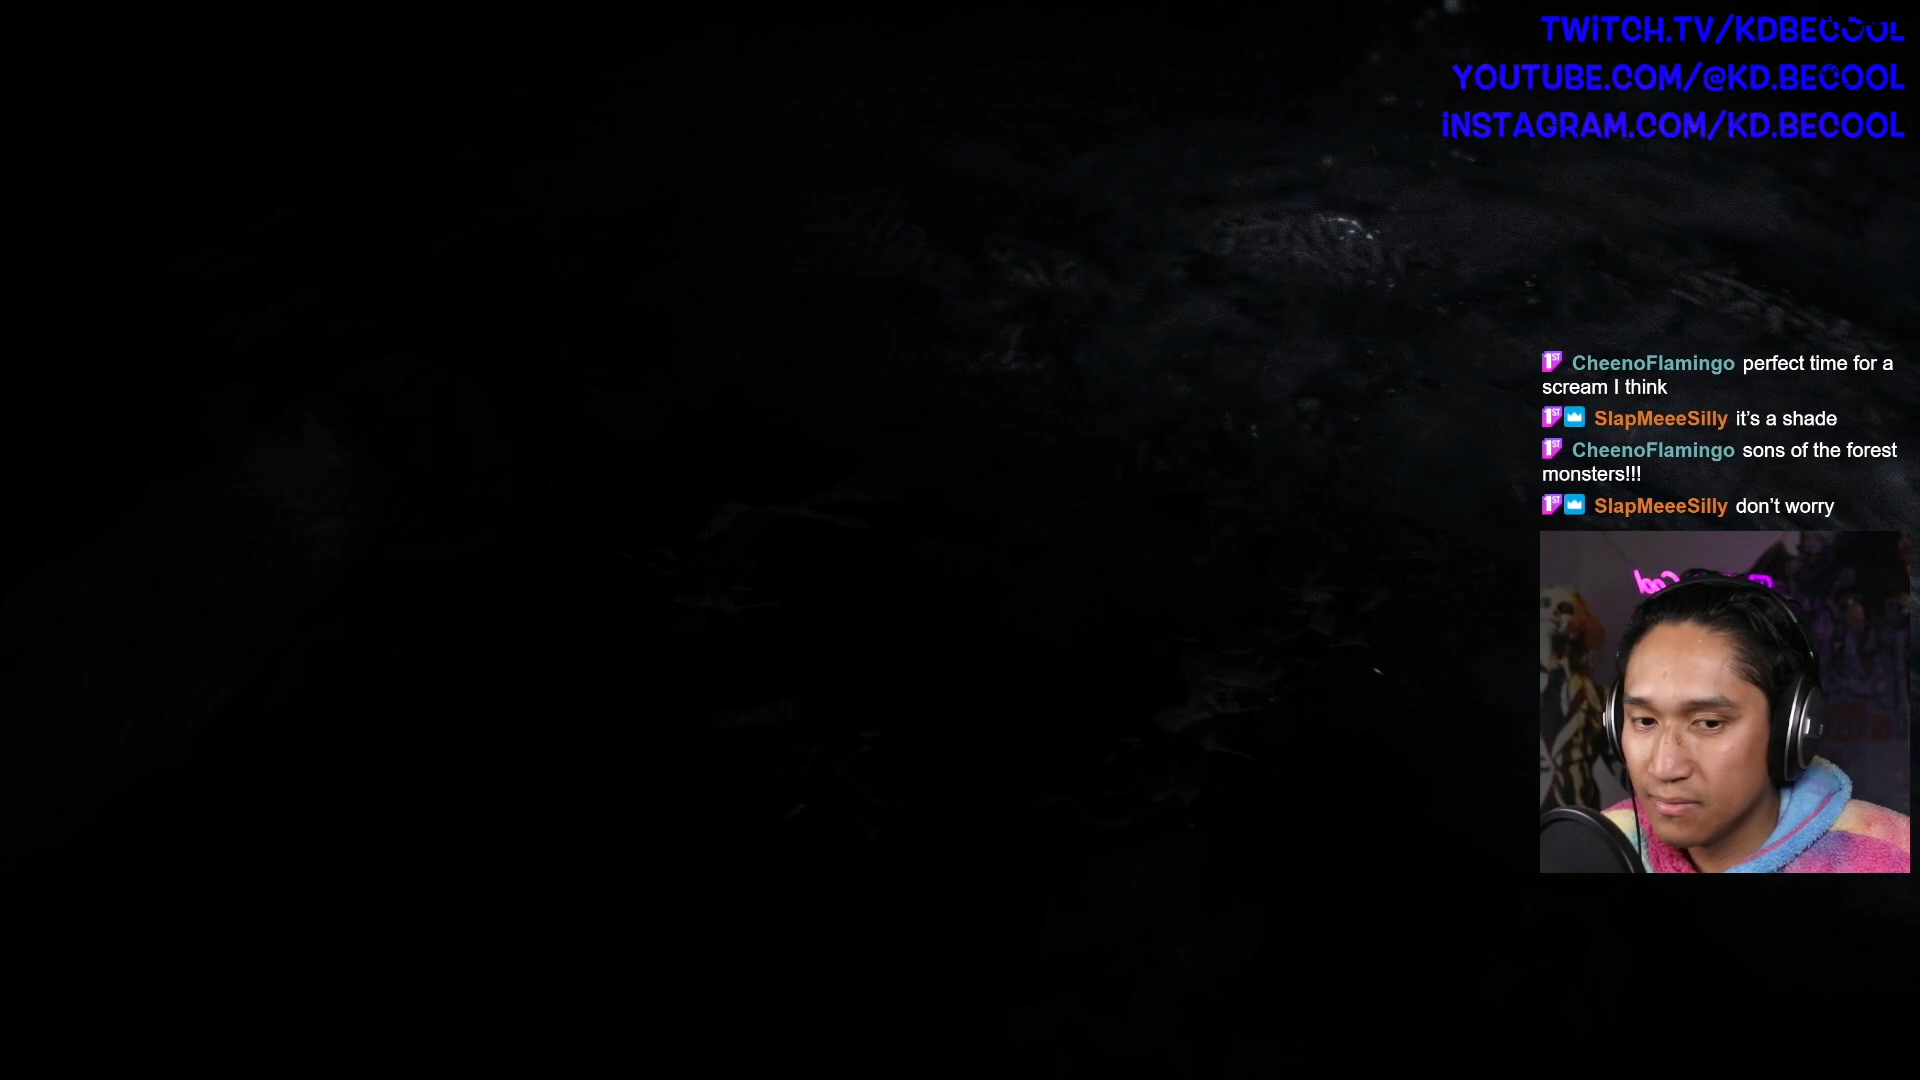 TWITCH.TV/KDBECOOL
YOUTUBE.COM/@KD.BECOOL
INSTAGRAM.COM/KD.BECOOL
CheenoFlamingo perfect time for a
scream I think
SlapMeeeSilly it’s a shade
CheenoFlamingo sons of the forest
monsters!!!
SlapMeeeSilly don’t worry